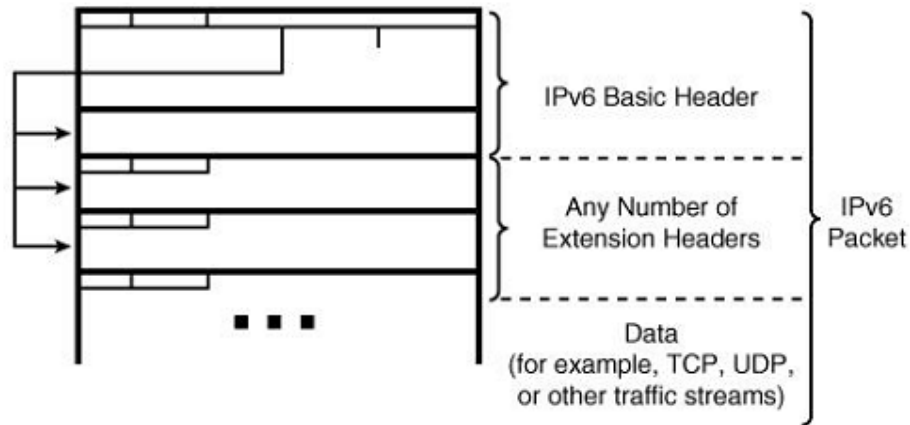 IPv6 Basic Header
Any Number of
Extension Headers
IPv6
Packet
Data
(for example, TCP, UDP,
or other traffic streams)